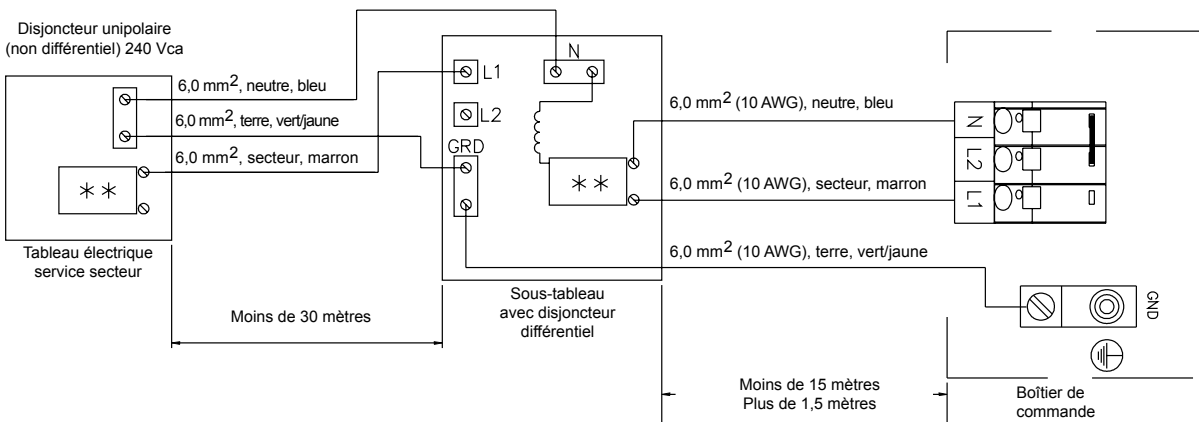 Disjoncteur unipolaire
(non différentiel) 240 Vca
6,0 mm², neutre, bleu
6,0 mm², terre, vert/jaune
6,0 mm², secteur, marron
**
Tableau électrique
service secteur
Moins de 30 mètres
N
L1
L2
GRD
**
Sous-tableau
avec disjoncteur
différentiel
6,0 mm² (10 AWG), neutre, bleu
6,0 mm² (10 AWG), secteur, marron
6,0 mm² (10 AWG), terre, vert/jaune
Moins de 15 mètres
Plus de 1,5 mètres
N
L2
L1
GND
Boîtier de
commande